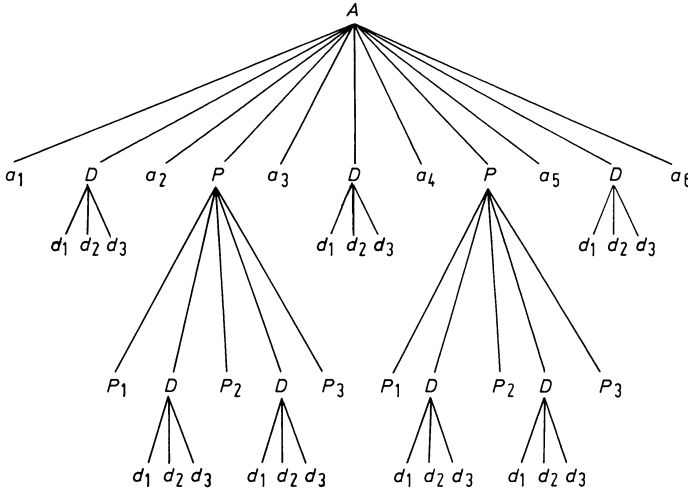 A
a1 D a2 P a3 D a4 P a5 D a6
d1 d2 d3 d1 d2 d3 d1 d2 d3
P1 D P2 D P3 P1 D P2 D P3
d1 d2 d3 d1 d2 d3 d1 d2 d3 d1 d2 d3